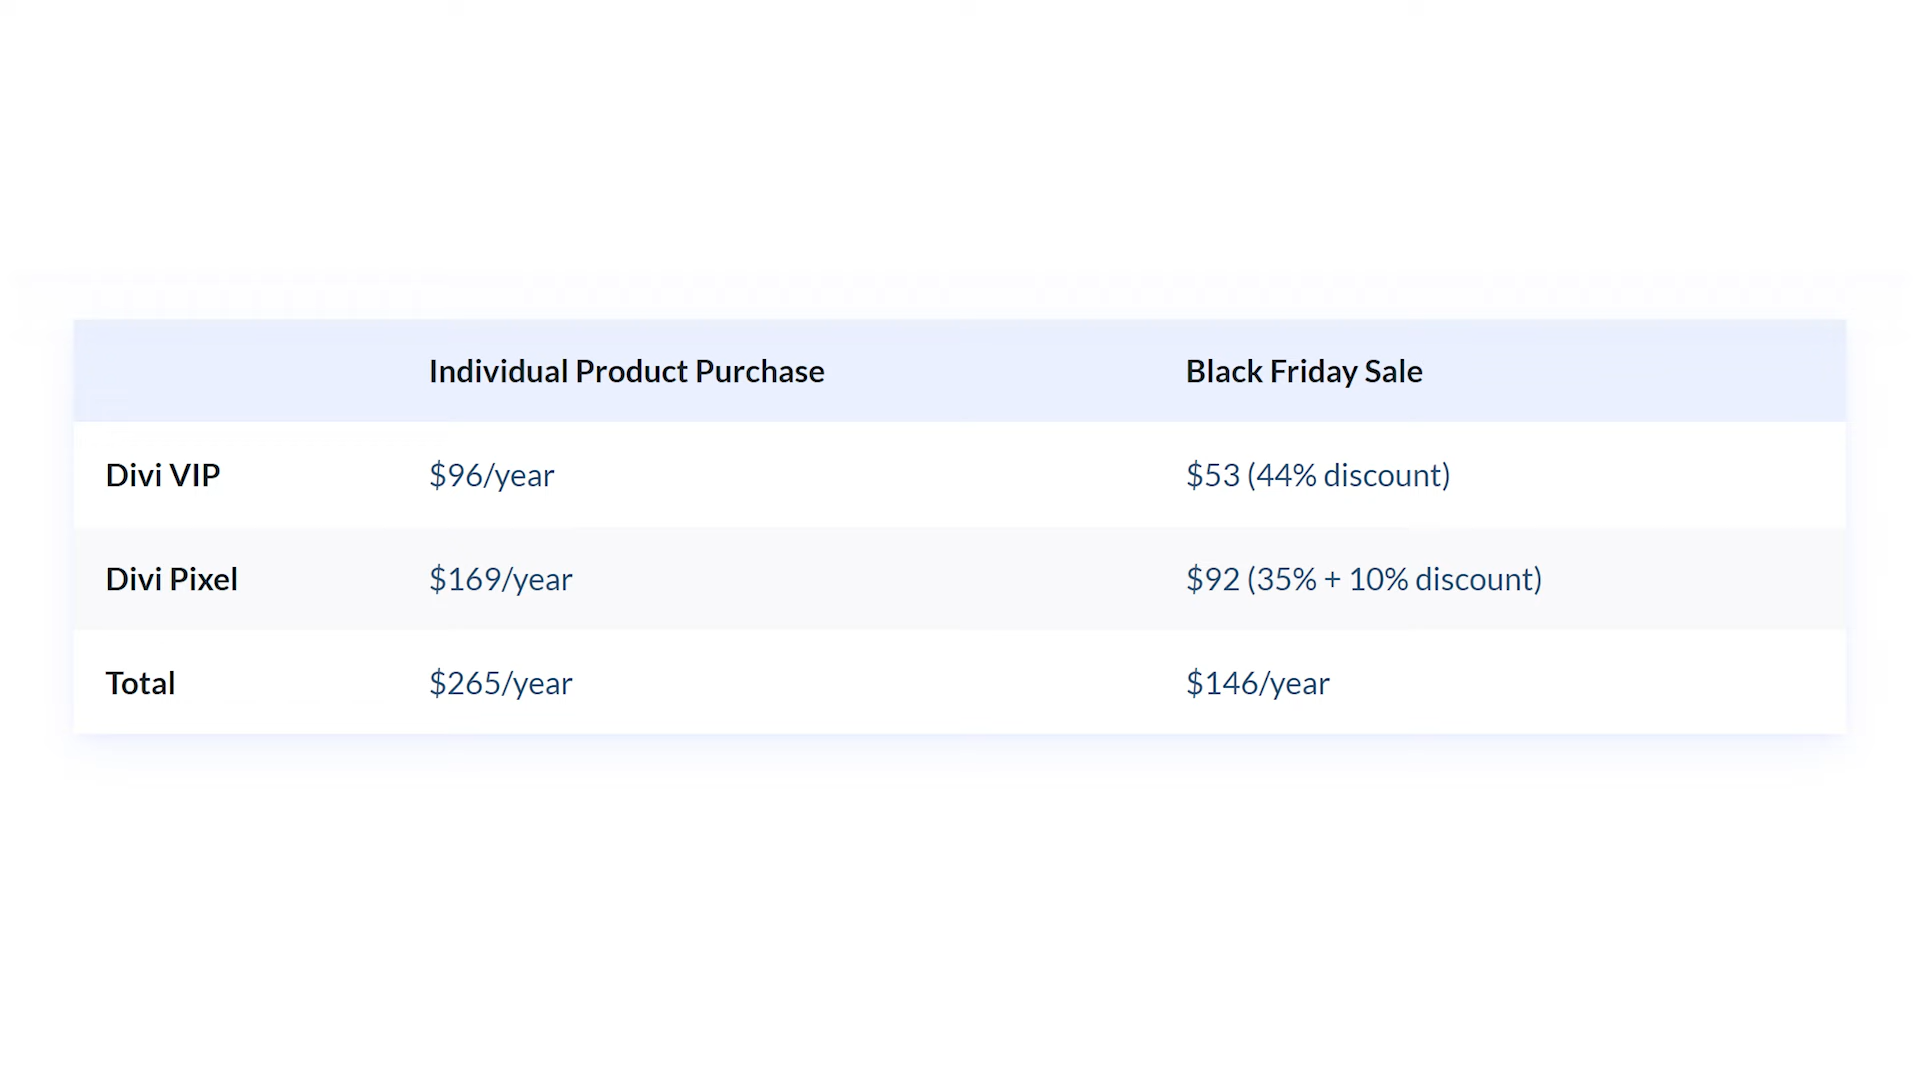 Individual Product Purchase Black Friday Sale
Divi VIP $96/year $53 (44% discount)
Divi Pixel $169/year $92 (35% + 10% discount)
Total $265/year $146/year